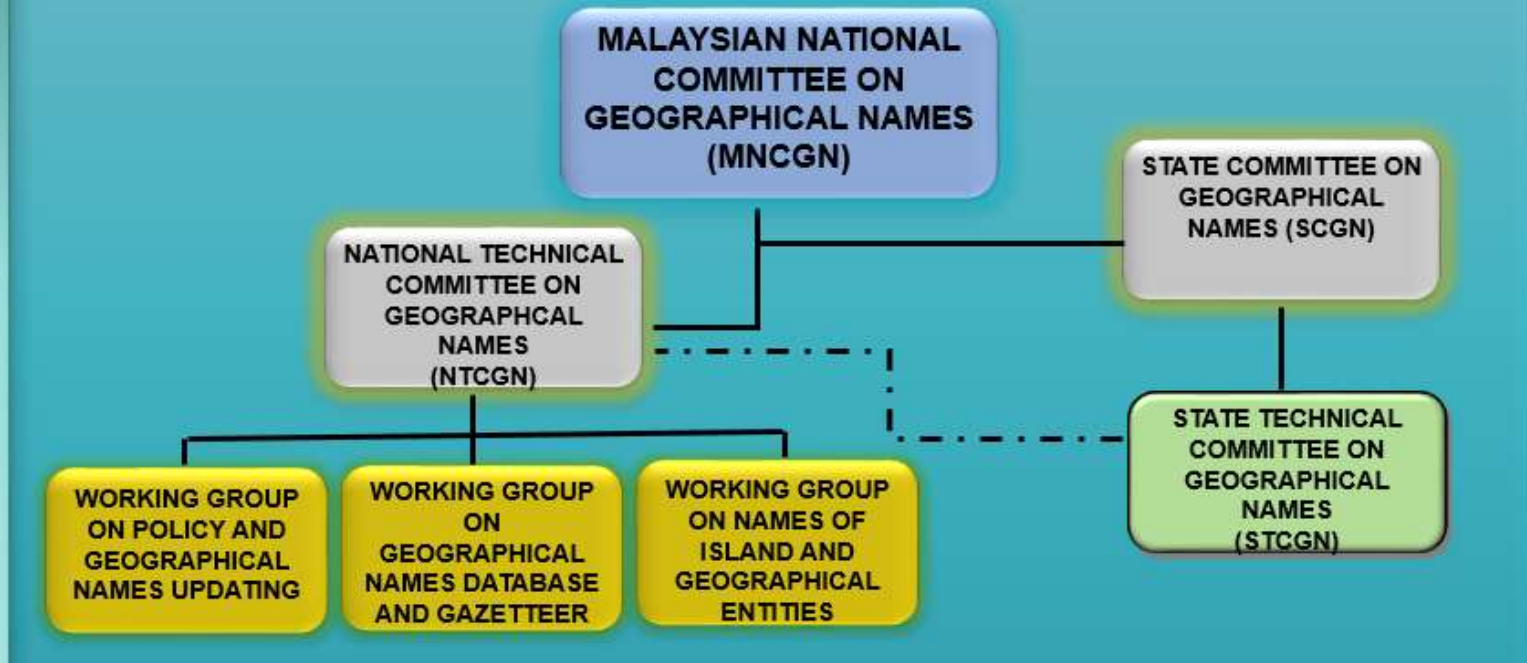 MALAYSIAN NATIONAL
COMMITTEE ON
GEOGRAPHICAL NAMES
(MNCGN)
STATE COMMITTEE ON
GEOGRAPHICAL
NAMES (SCGN)
NATIONAL TECHNICAL
COMMITTEE ON
GEOGRAPHCAL
NAMES
(NTCGN)
STATE TECHNICAL
COMMITTEE ON
GEOGRAPHICAL
NAMES
(STCGN)
WORKING GROUP
ON POLICY AND
GEOGRAPHICAL
NAMES UPDATING
WORKING GROUP
ON
GEOGRAPHICAL
NAMES DATABASE
AND GAZETTEER
WORKING GROUP
ON NAMES OF
ISLAND AND
GEOGRAPHICAL
ENTITIES